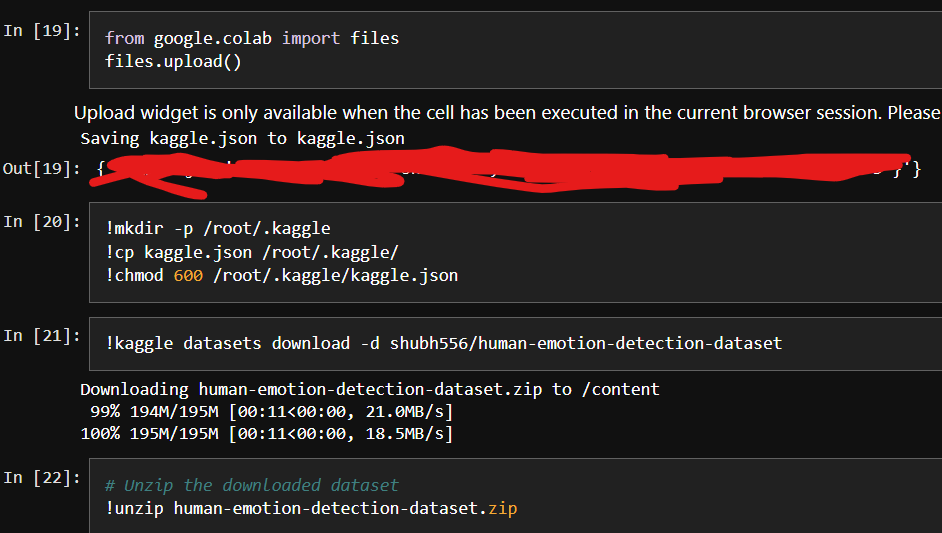 In [19]:
from google.colab import files
files.upload()
Upload widget is only available when the cell has been executed in the current browser session. Please
Saving kaggle.json to kaggle.json
Out[19]: { }'}
In [20]:
!mkdir -p /root/.kaggle
!cp kaggle.json /root/.kaggle/
!chmod 600 /root/.kaggle/kaggle.json
In [21]:
!kaggle datasets download -d shubh556/human-emotion-detection-dataset
Downloading human-emotion-detection-dataset.zip to /content
99% 194M/195M [00:11<00:00, 21.0MB/s]
100% 195M/195M [00:11<00:00, 18.5MB/s]
In [22]:
# Unzip the downloaded dataset
!unzip human-emotion-detection-dataset.zip